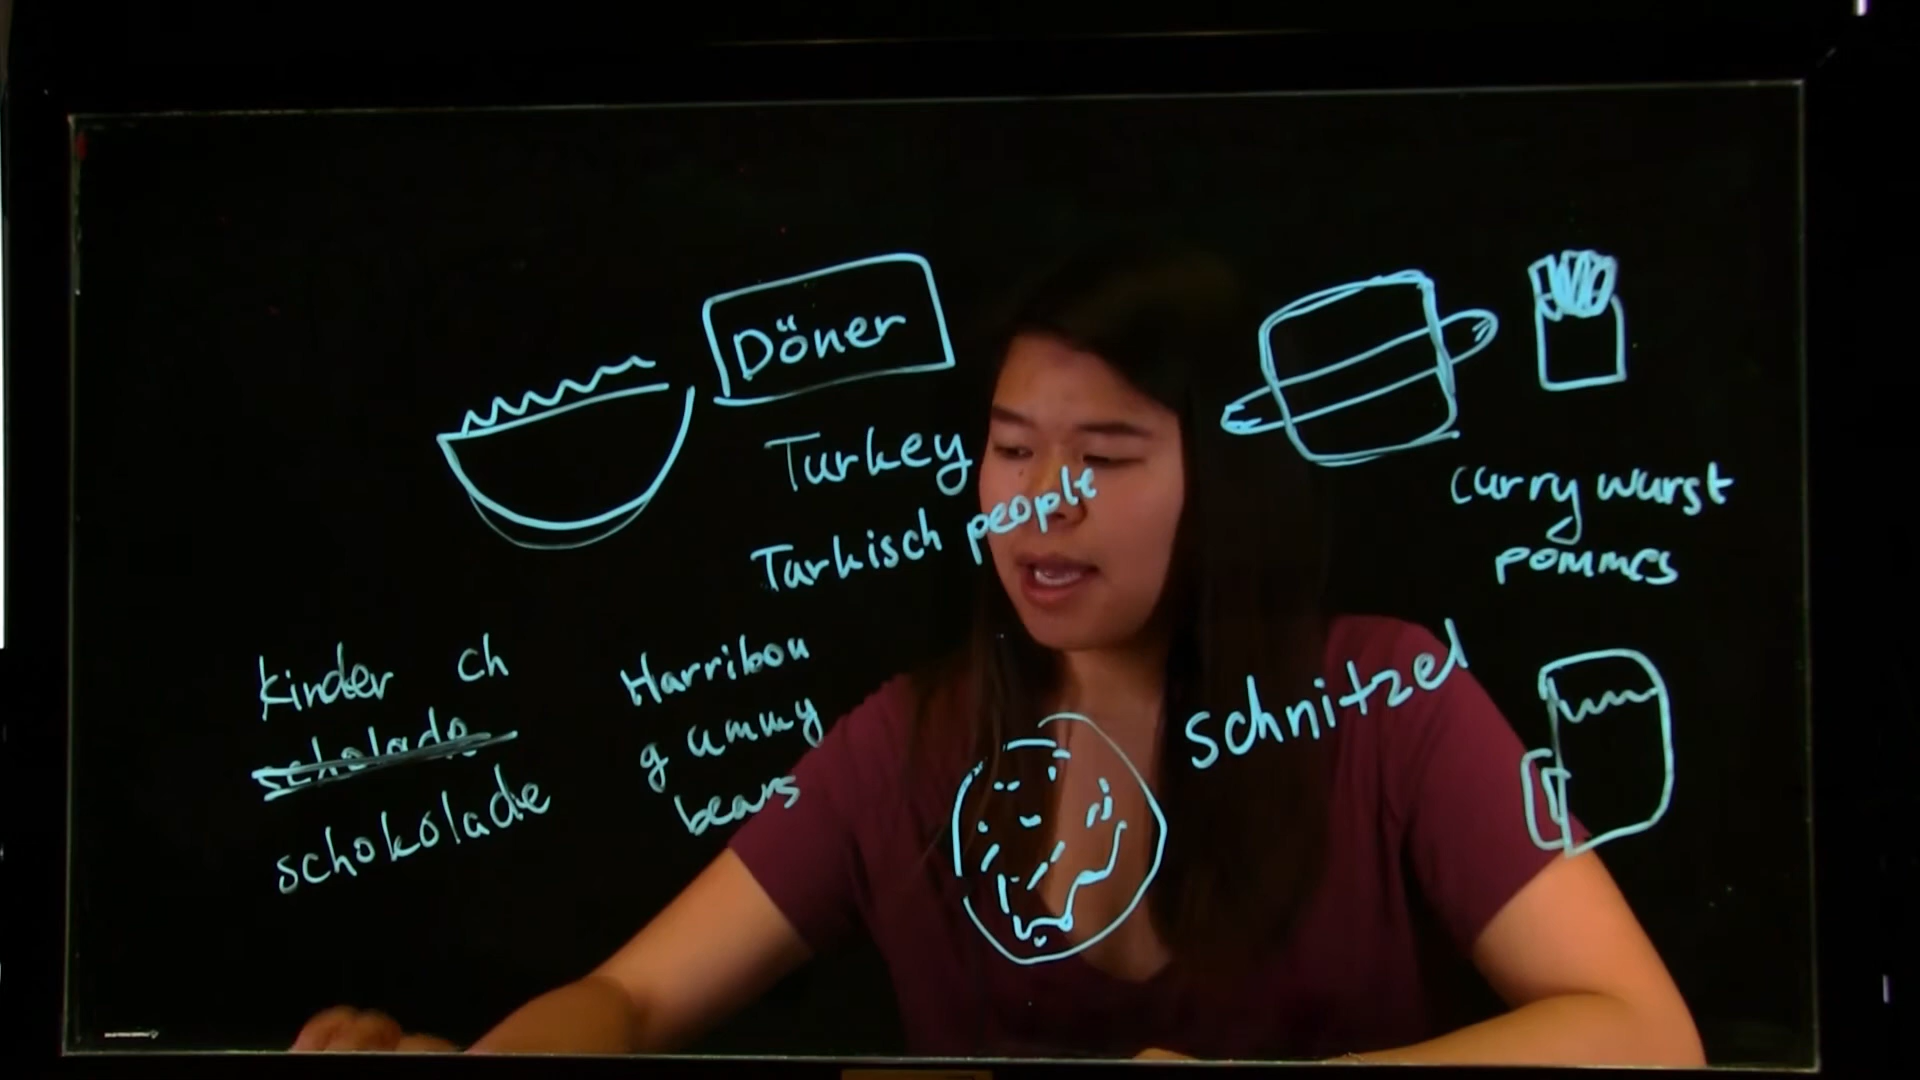 Döner
Turkey
Turkisch people
curry wurst
pommes
kinder ch
scholade
schokolade
Harribou
gummy
bears
schnitzel